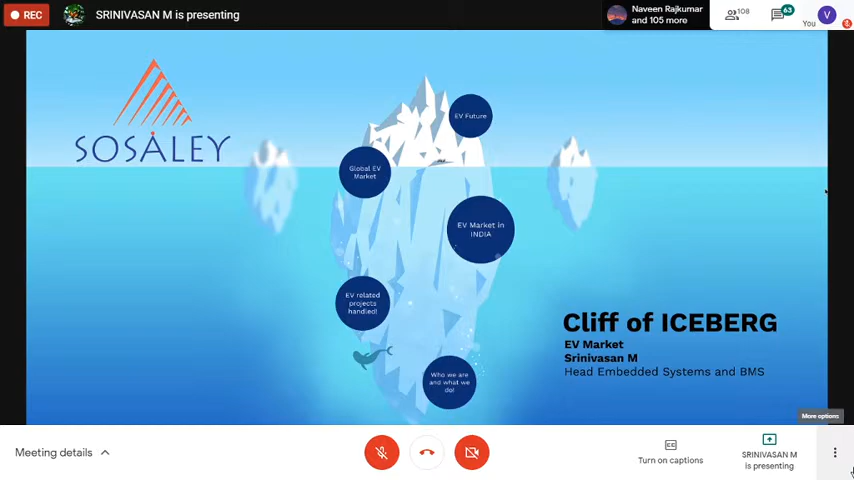 REC
SRINIVASAN M is presenting
Naveen Rajkumar
and 105 more
108
63
You
V
SOSALEY
EV Future
Global EV
Market
EV Market in
INDIA
EV related
projects
handled!
Who we are
and what we
do!
Cliff of ICEBERG
EV Market
Srinivasan M
Head Embedded Systems and BMS
More options
Meeting details
Turn on captions
SRINIVASAN M
is presenting